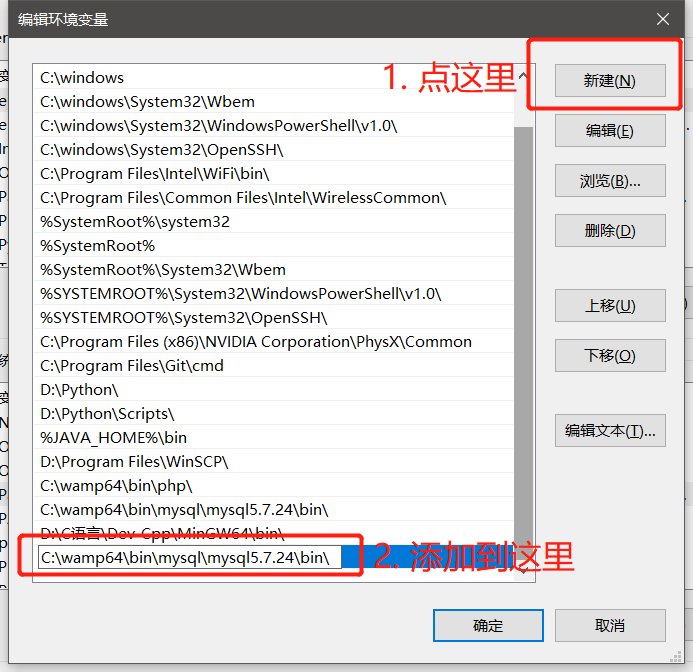 编辑环境变量
1. 点这里
C:\windows
新建(N)
C:\windows\System32\Wbem
C:\windows\System32\WindowsPowerShell\v1.0\
编辑(E)
C:\windows\System32\OpenSSH\
C:\Program Files\Intel\WiFi\bin\
浏览(B)...
C:\Program Files\Common Files\Intel\WirelessCommon\
%SystemRoot%\system32
删除(D)
%SystemRoot%
%SystemRoot%\System32\Wbem
%SYSTEMROOT%\System32\WindowsPowerShell\v1.0\
上移(U)
%SYSTEMROOT%\System32\OpenSSH\
C:\Program Files (x86)\NVIDIA Corporation\PhysX\Common
下移(O)
C:\Program Files\Git\cmd
D:\Python\
D:\Python\Scripts\
%JAVA_HOME%\bin
编辑文本(T)...
D:\Program Files\WinSCP\
C:\wamp64\bin\php\
C:\wamp64\bin\mysql\mysql5.7.24\bin\
D:\C语言\Dev-Cpp\MinGW64\bin\
C:\wamp64\bin\mysql\mysql5.7.24\bin\
2. 添加到这里
确定
取消